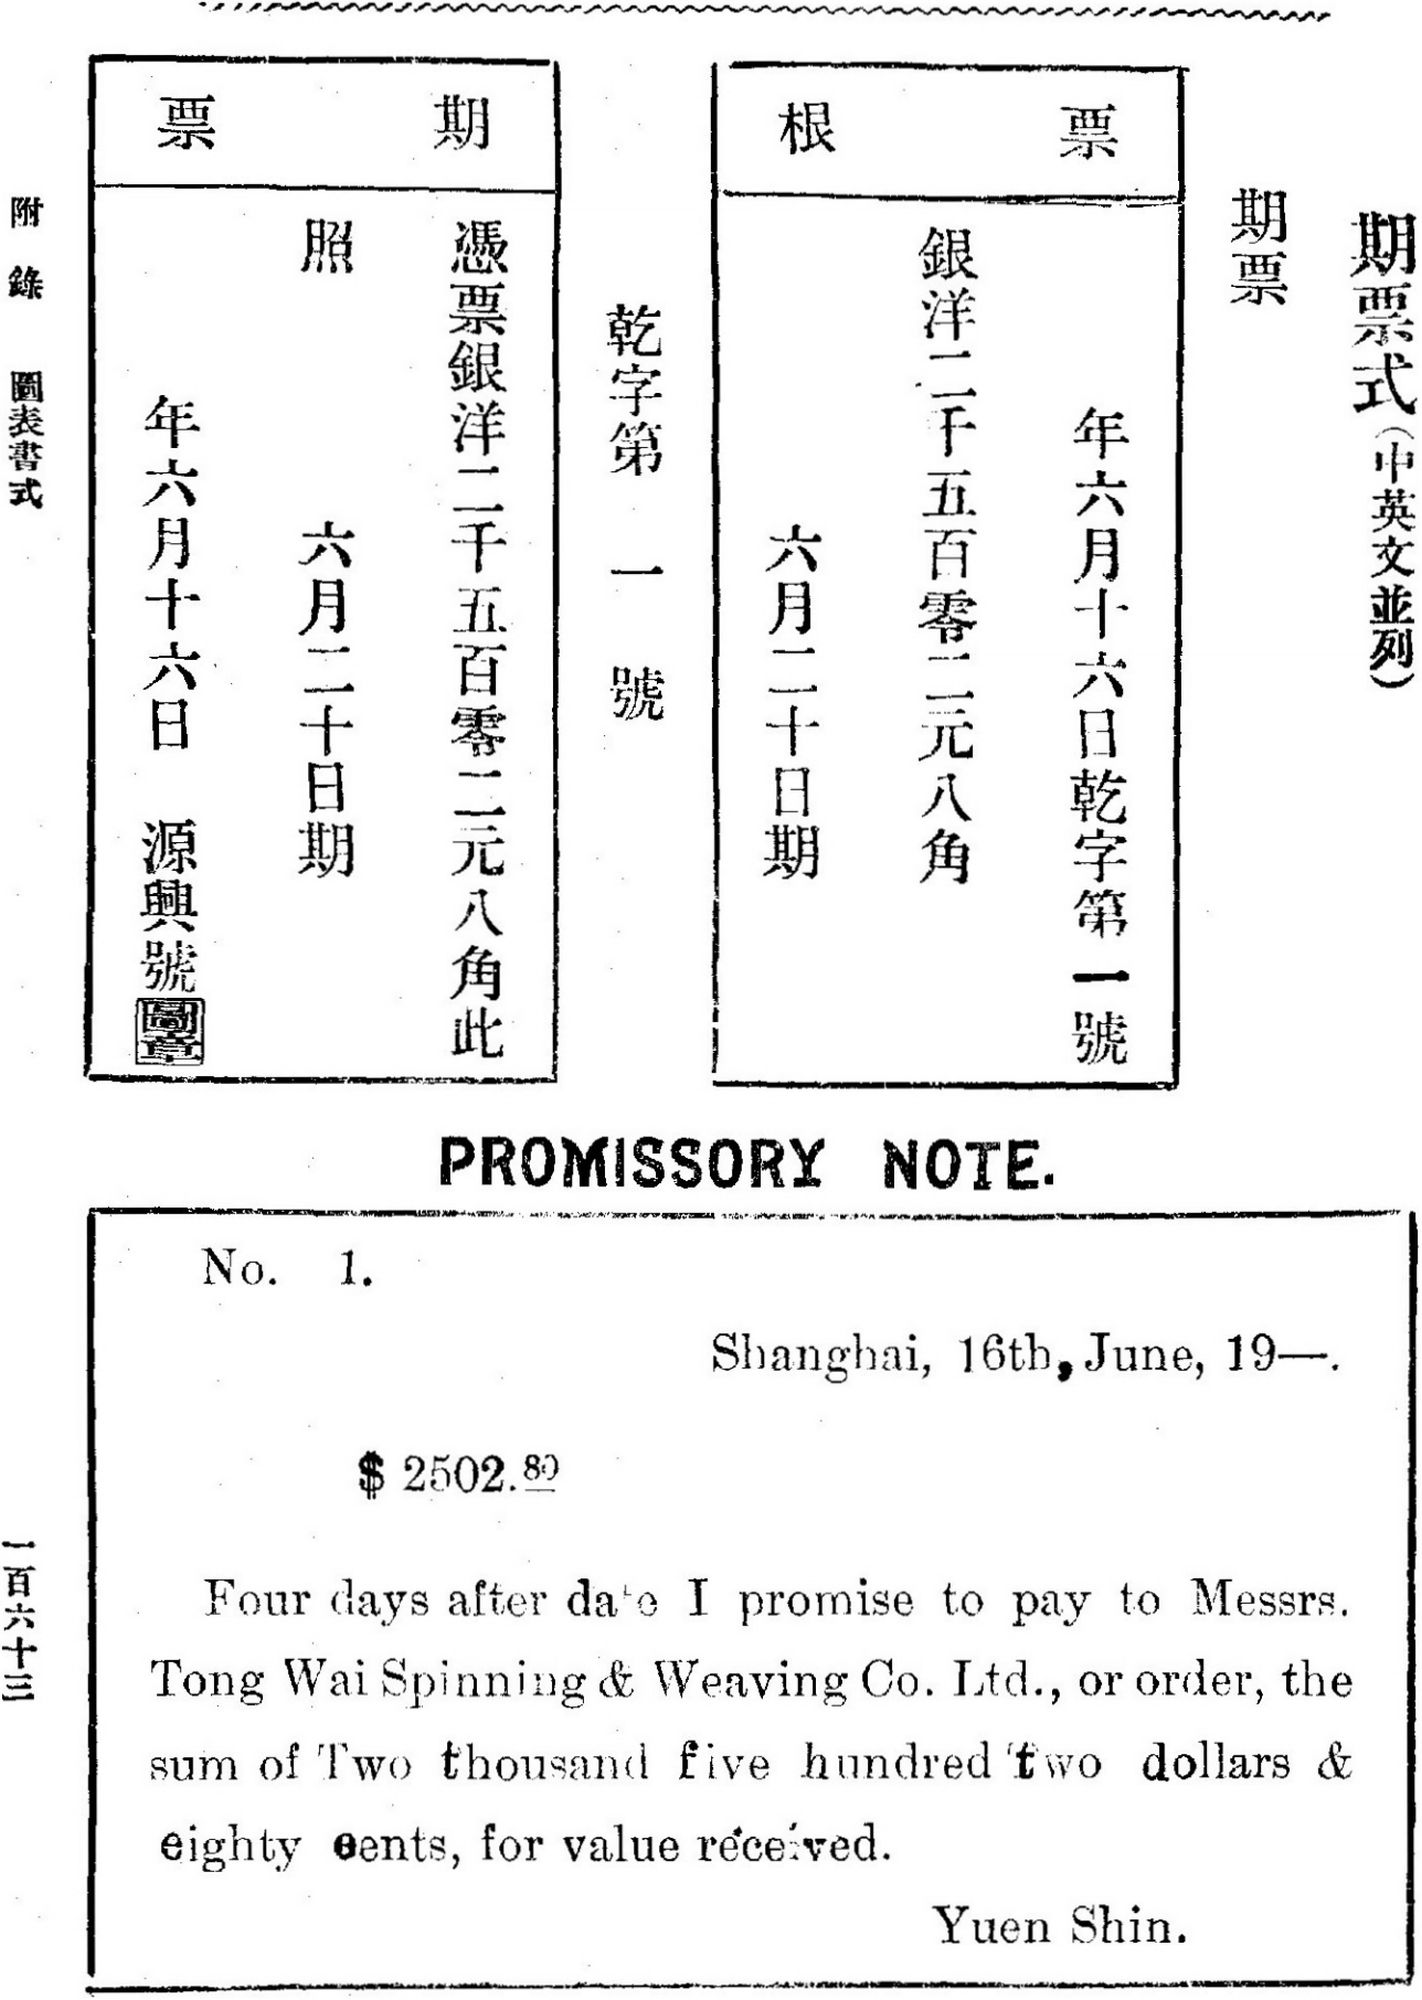 期票式(中英文並列)
期票
票根
年六月十六日乾字第一號
銀洋二千五百零二元八角
六月二十日期
乾字第一號
期票
憑票銀洋二千五百零二元八角此
照 六月二十日期
年六月十六日 源興號 圖章
附錄 圖表書式
PROMISSORY NOTE.
No. 1.
Shanghai, 16th, June, 19—.
$ 2502.80
Four days after date I promise to pay to Messrs.
Tong Wai Spinning & Weaving Co. Ltd., or order, the
sum of Two thousand five hundred two dollars &
eighty cents, for value received.
Yuen Shin.
一百六十三